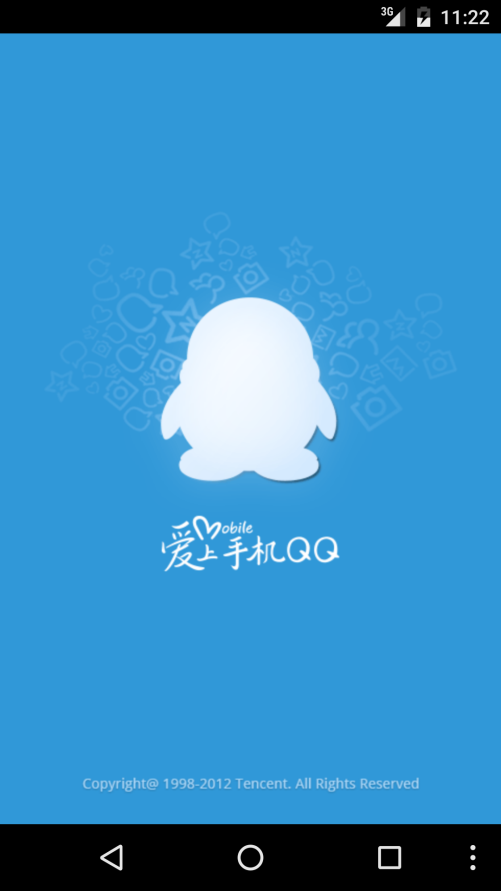 3G 11:22
Mobile
爱上手机QQ
Copyright@ 1998-2012 Tencent. All Rights Reserved